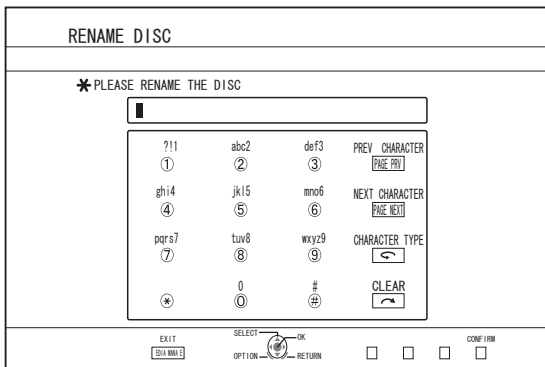 RENAME DISC
PLEASE RENAME THE DISC
?!1 abc2 def3 PREV CHARACTER
① ② ③ PAGE PRV
ghi4 jkl5 mno6 NEXT CHARACTER
④ ⑤ ⑥ PAGE NEXT
pqrs7 tuv8 wxyz9 CHARACTER TYPE
⑦ ⑧ ⑨
0 # CLEAR
* 0 #
EXIT SELECT OK CONFIRM
EDIA MANA E OPTION RETURN